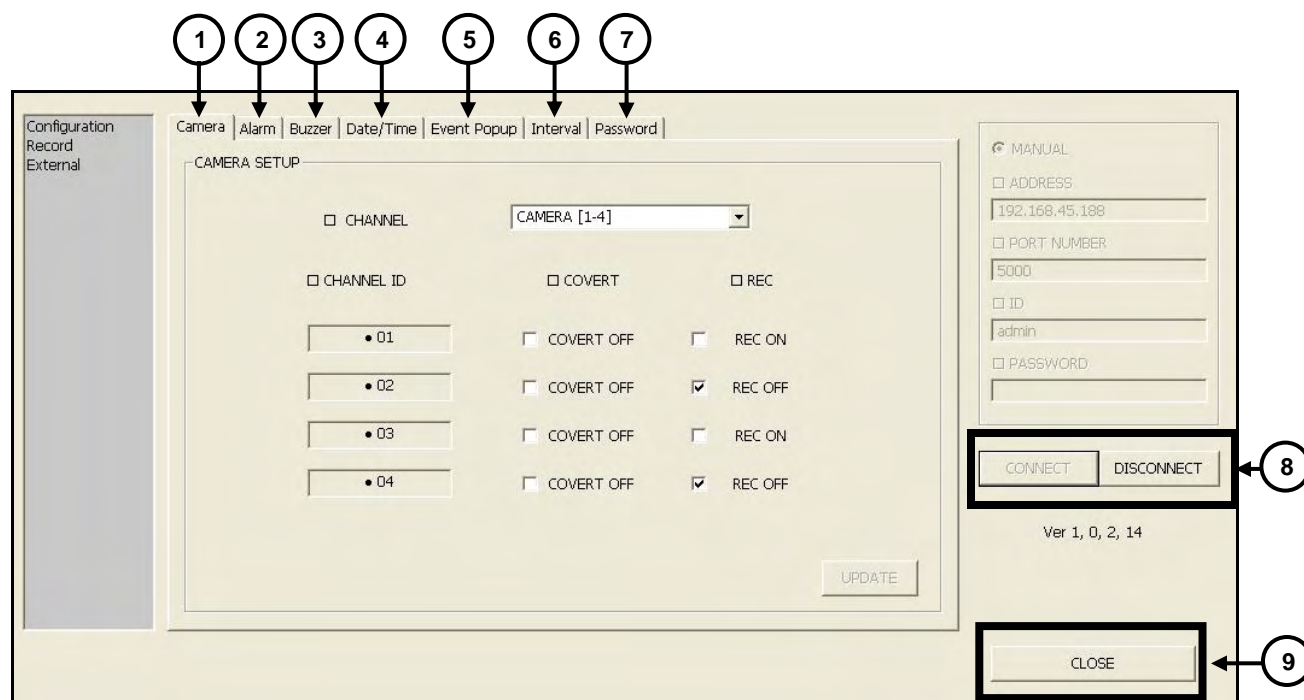 1 2 3 4 5 6 7
Configuration
Record
External
Camera Alarm Buzzer Date/Time Event Popup Interval Password
CAMERA SETUP
CHANNEL CAMERA [1-4]
CHANNEL ID COVERT REC
• 01 COVERT OFF REC ON
• 02 COVERT OFF REC OFF
• 03 COVERT OFF REC ON
• 04 COVERT OFF REC OFF
UPDATE
MANUAL
ADDRESS
192.168.45.188
PORT NUMBER
5000
ID
admin
PASSWORD
CONNECT DISCONNECT 8
Ver 1, 0, 2, 14
CLOSE 9